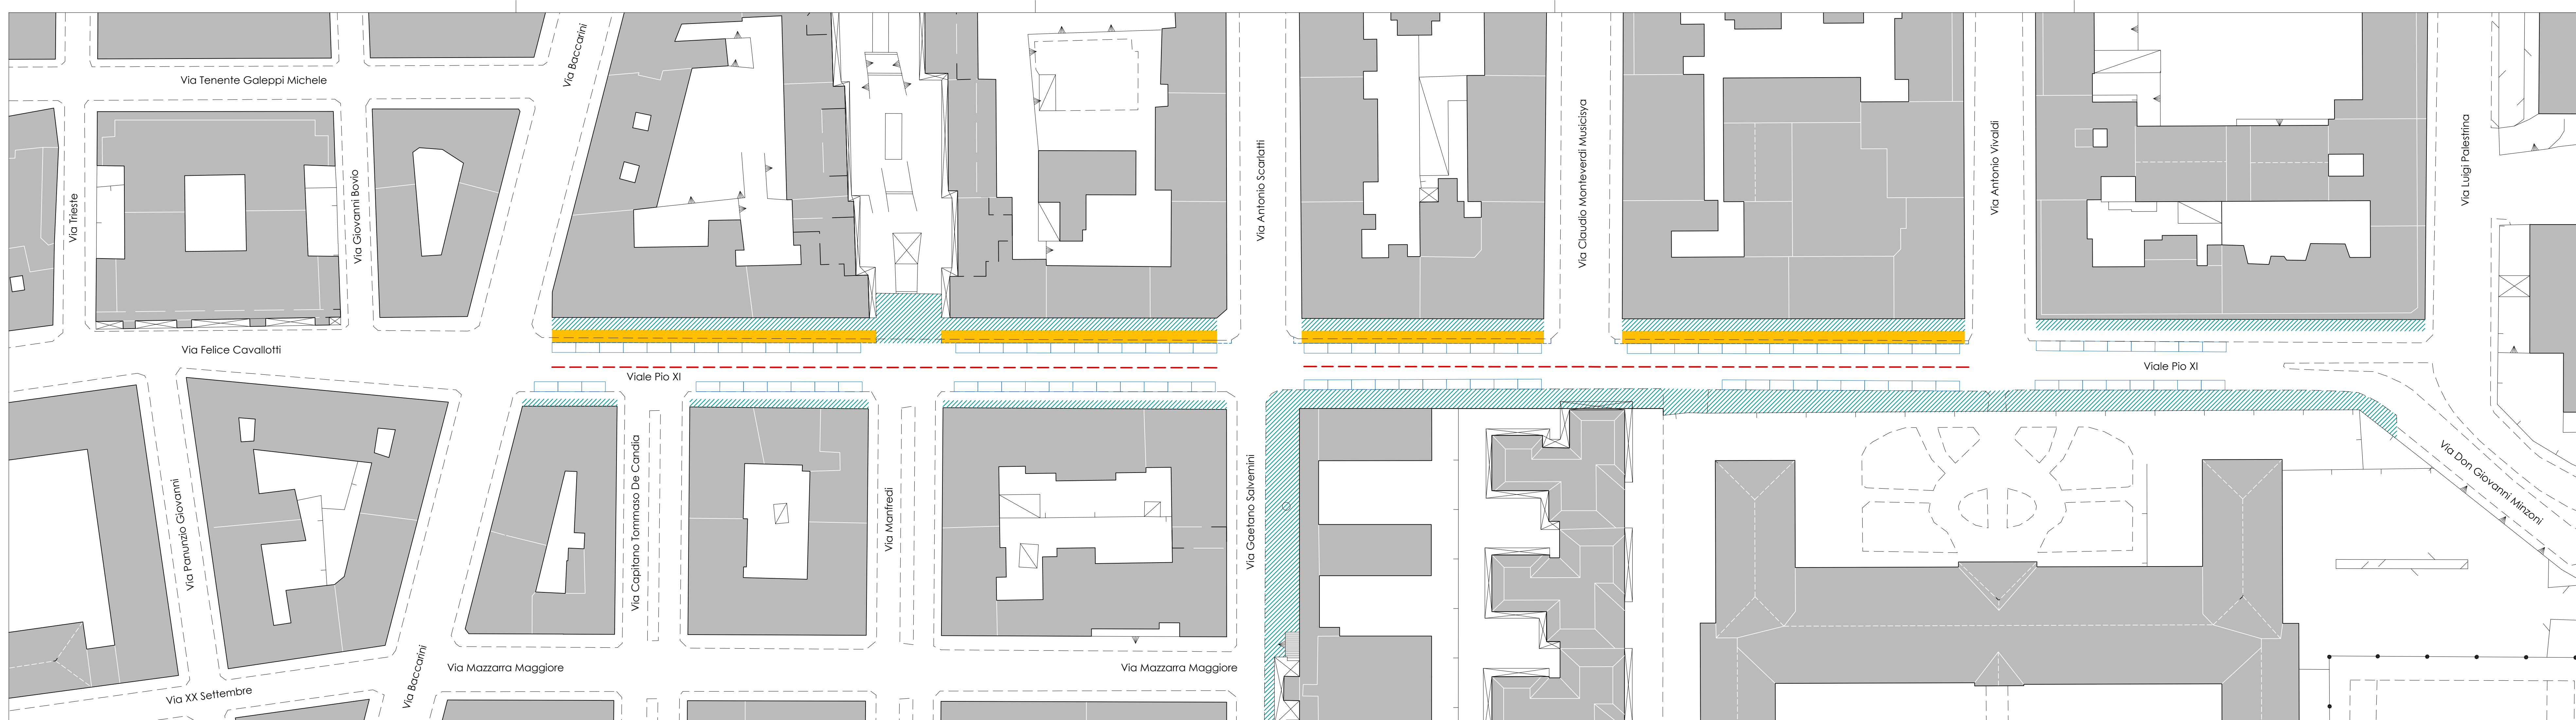 Via Tenente Galeppi Michele
Via Baccarini
Via Trieste
Via Giovanni Bovio
Via Antonio Scarlatti
Via Claudio Monteverdi Musicisya
Via Antonio Vivaldi
Via Luigi Palestrina
Via Felice Cavallotti
Viale Pio XI
Viale Pio XI
Via Panunzio Giovanni
Via Capitano Tommaso De Candia
Via Manfredi
Via Gaetano Salvemini
Via Don Giovanni Minzoni
Via Mazzarra Maggiore
Via Mazzarra Maggiore
Via XX Settembre
Via Baccarini